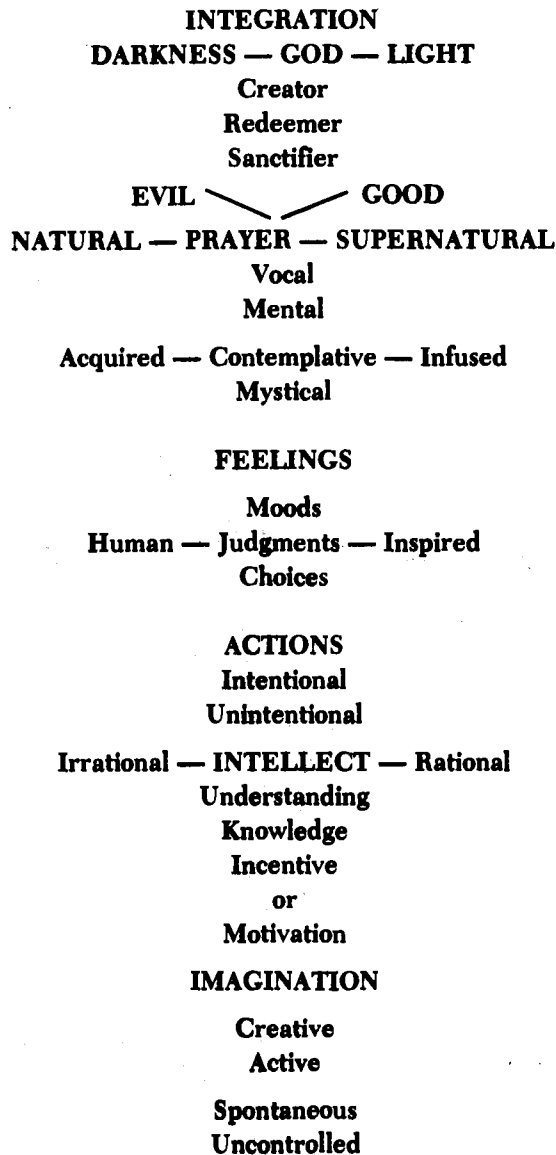 INTEGRATION
DARKNESS — GOD — LIGHT
Creator
Redeemer
Sanctifier
EVIL GOOD
NATURAL — PRAYER — SUPERNATURAL
Vocal
Mental
Acquired — Contemplative — Infused
Mystical
FEELINGS
Moods
Human — Judgments — Inspired
Choices
ACTIONS
Intentional
Unintentional
Irrational — INTELLECT — Rational
Understanding
Knowledge
Incentive
or
Motivation
IMAGINATION
Creative
Active
Spontaneous
Uncontrolled